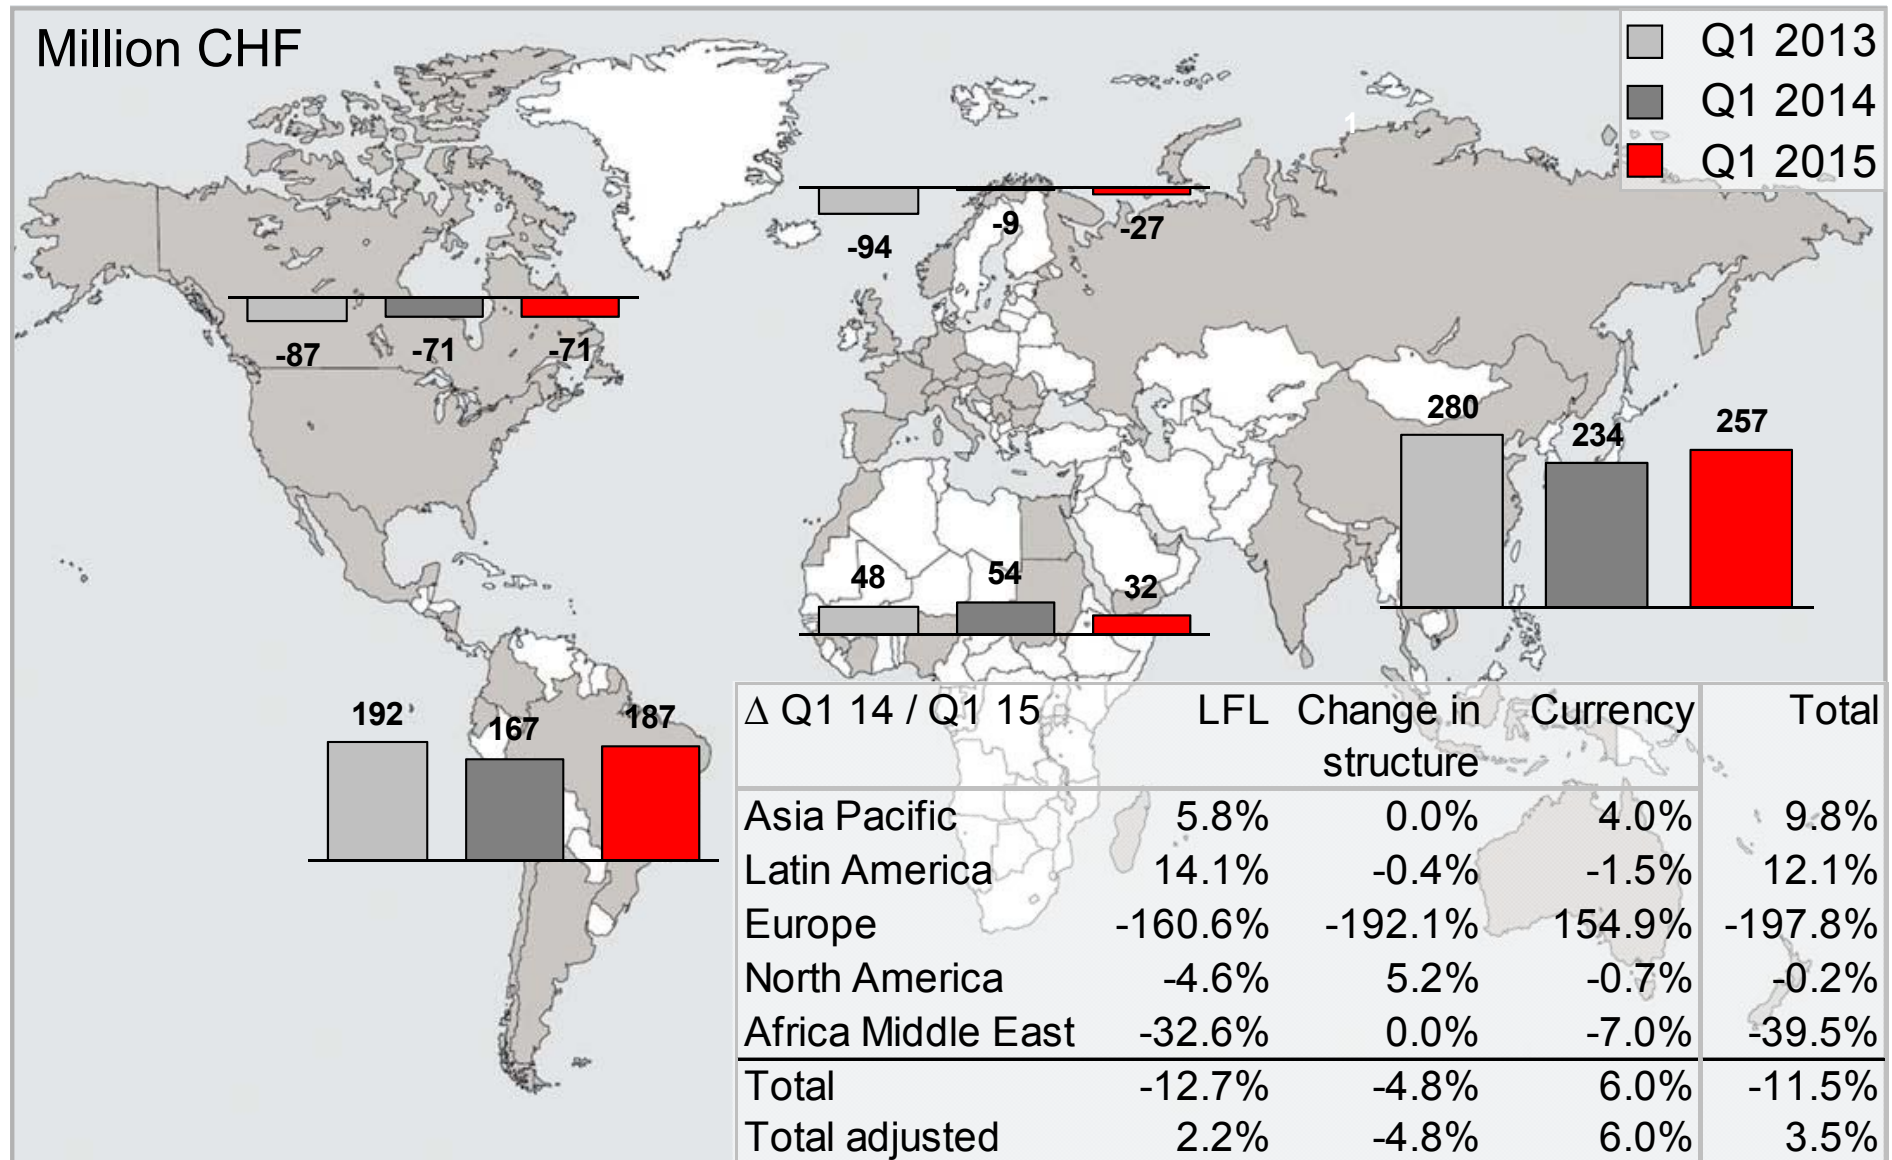 Million CHF
Q1 2013
Q1 2014
Q1 2015
1
-94
-9
-27
-87
-71
-71
280
234
257
48
54
32
192
167
187
Δ Q1 14 / Q1 15 LFL Change in structure Currency Total
Asia Pacific 5.8% 0.0% 4.0% 9.8%
Latin America 14.1% -0.4% -1.5% 12.1%
Europe -160.6% -192.1% 154.9% -197.8%
North America -4.6% 5.2% -0.7% -0.2%
Africa Middle East -32.6% 0.0% -7.0% -39.5%
Total -12.7% -4.8% 6.0% -11.5%
Total adjusted 2.2% -4.8% 6.0% 3.5%